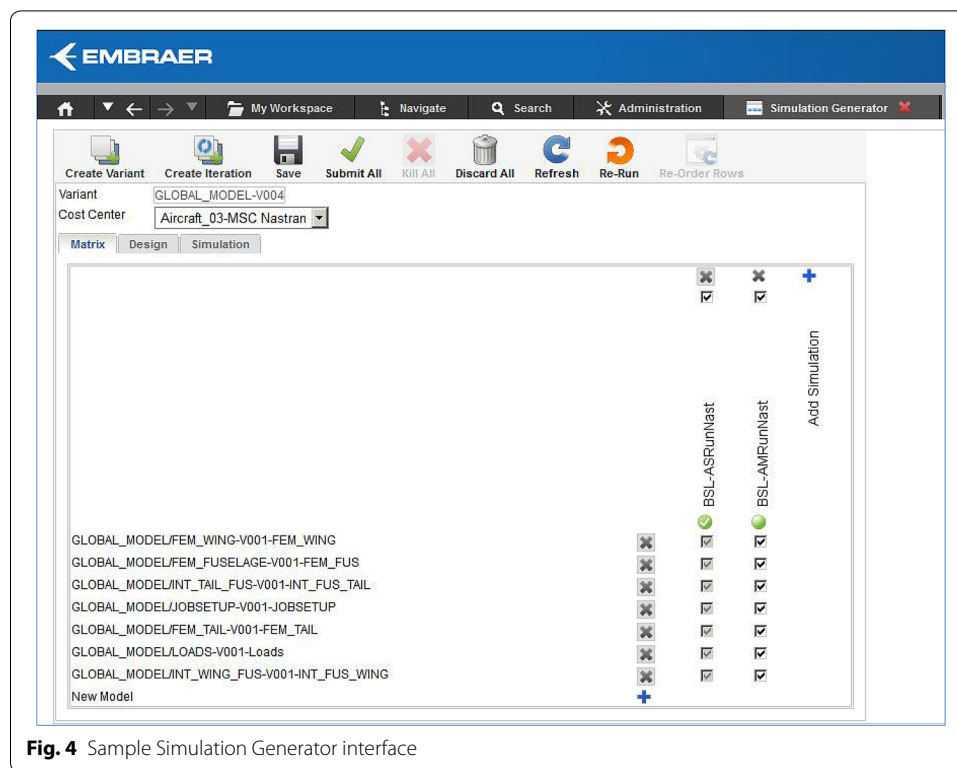 EMBRAER
My Workspace Navigate Search Administration Simulation Generator
Create Variant Create Iteration Save Submit All Kill All Discard All Refresh Re-Run Re-Order Rows
Variant GLOBAL_MODEL-V004
Cost Center Aircraft_03-MSC Nastran
Matrix Design Simulation
BSL-ASRunNast
BSL-AMRunNast
Add Simulation
GLOBAL_MODEL/FEM_WING-V001-FEM_WING
GLOBAL_MODEL/FEM_FUSELAGE-V001-FEM_FUS
GLOBAL_MODEL/INT_TAIL_FUS-V001-INT_FUS_TAIL
GLOBAL_MODEL/JOBSETUP-V001-JOBSETUP
GLOBAL_MODEL/FEM_TAIL-V001-FEM_TAIL
GLOBAL_MODEL/LOADS-V001-Loads
GLOBAL_MODEL/INT_WING_FUS-V001-INT_FUS_WING
New Model
Fig. 4 Sample Simulation Generator interface